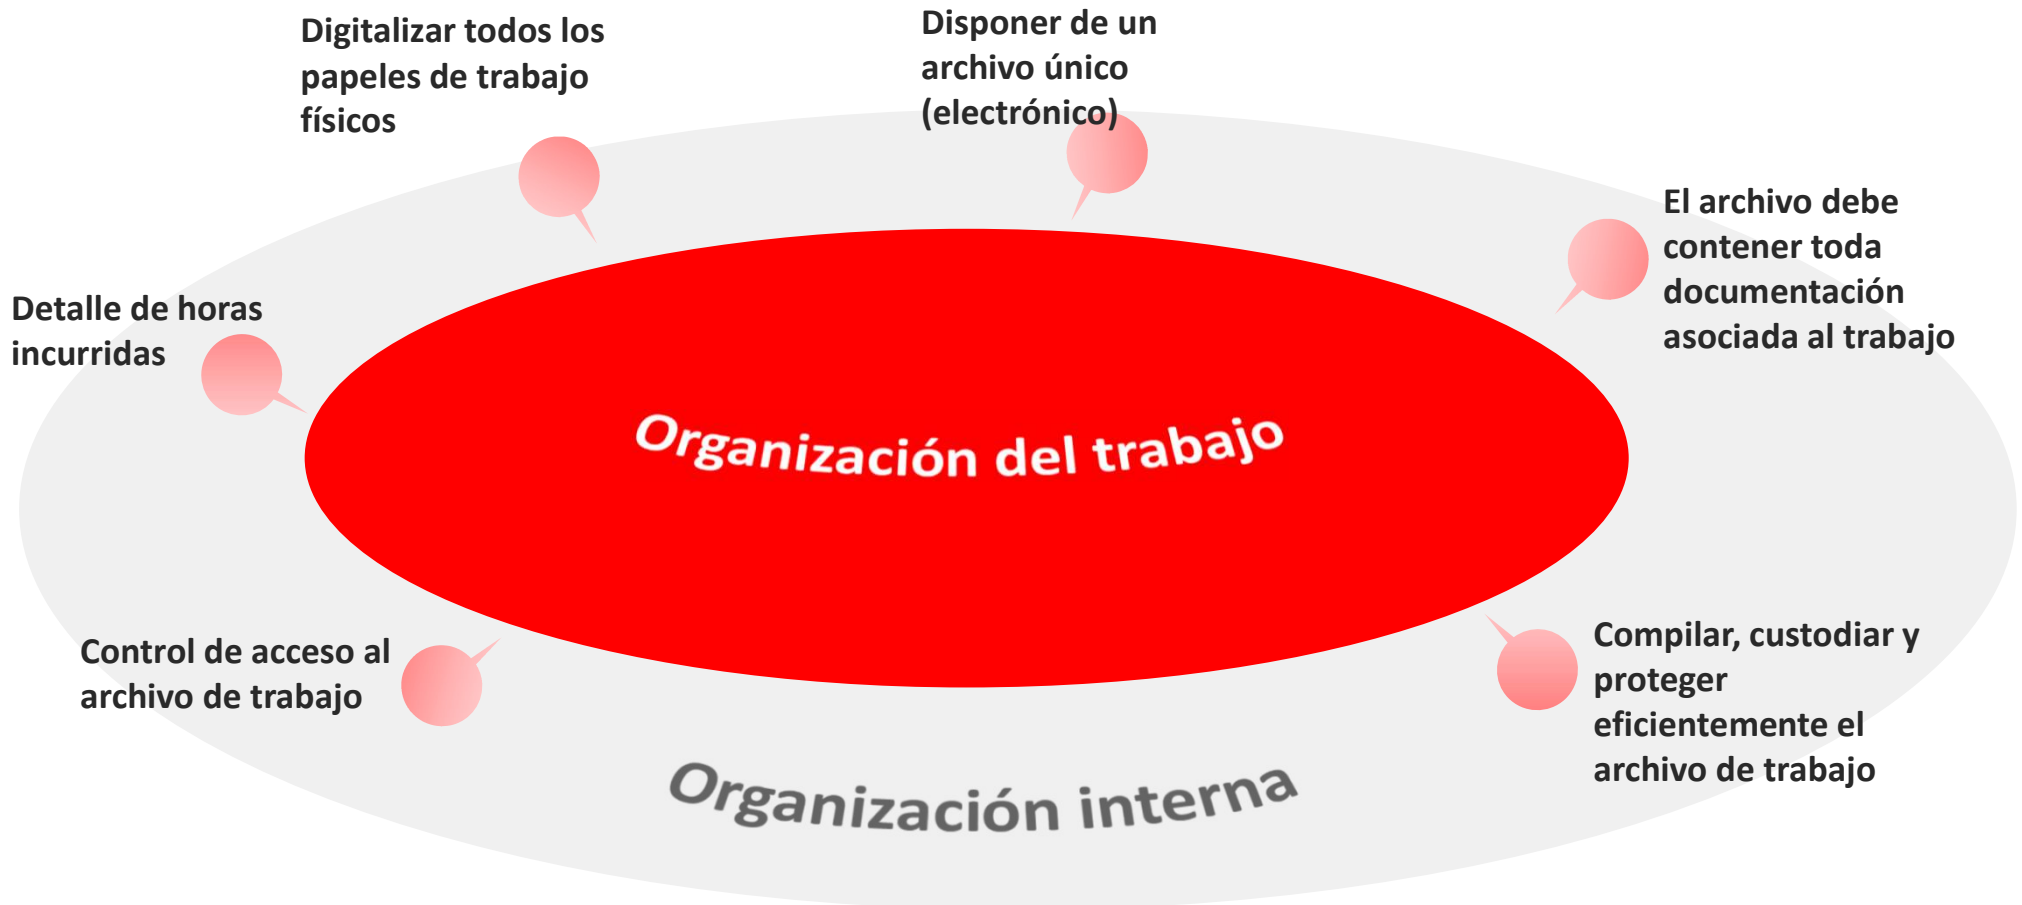 Digitalizar todos los
papeles de trabajo
físicos
Disponer de un
archivo único
(electrónico)
El archivo debe
contener toda
documentación
asociada al trabajo
Detalle de horas
incurridas
Organización del trabajo
Control de acceso al
archivo de trabajo
Compilar, custodiar y
proteger
eficientemente el
archivo de trabajo
Organización interna